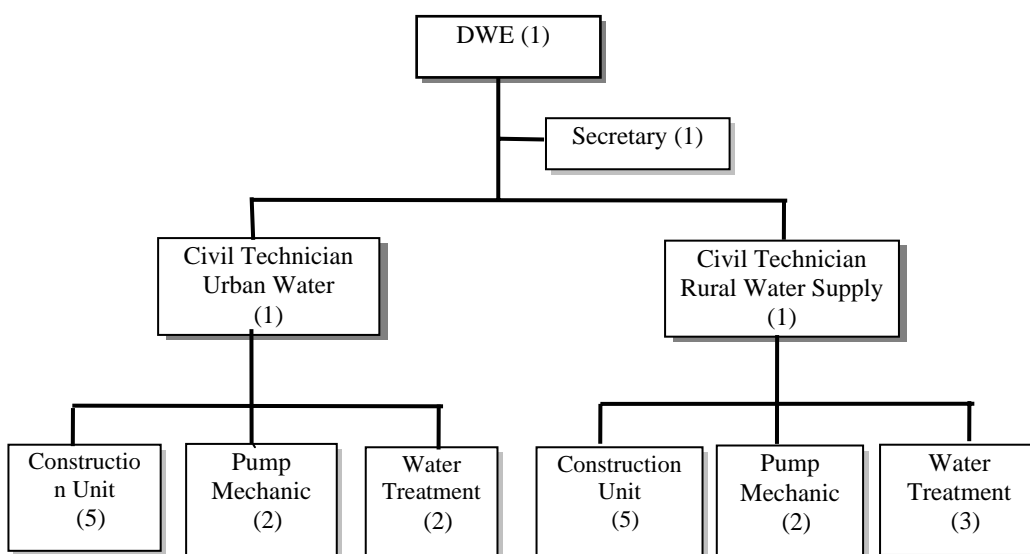 DWE (1)
Secretary (1)
Civil Technician
Urban Water
(1)
Civil Technician
Rural Water Supply
(1)
Constructio
n Unit
(5)
Pump
Mechanic
(2)
Water
Treatment
(2)
Construction
Unit
(5)
Pump
Mechanic
(2)
Water
Treatment
(3)